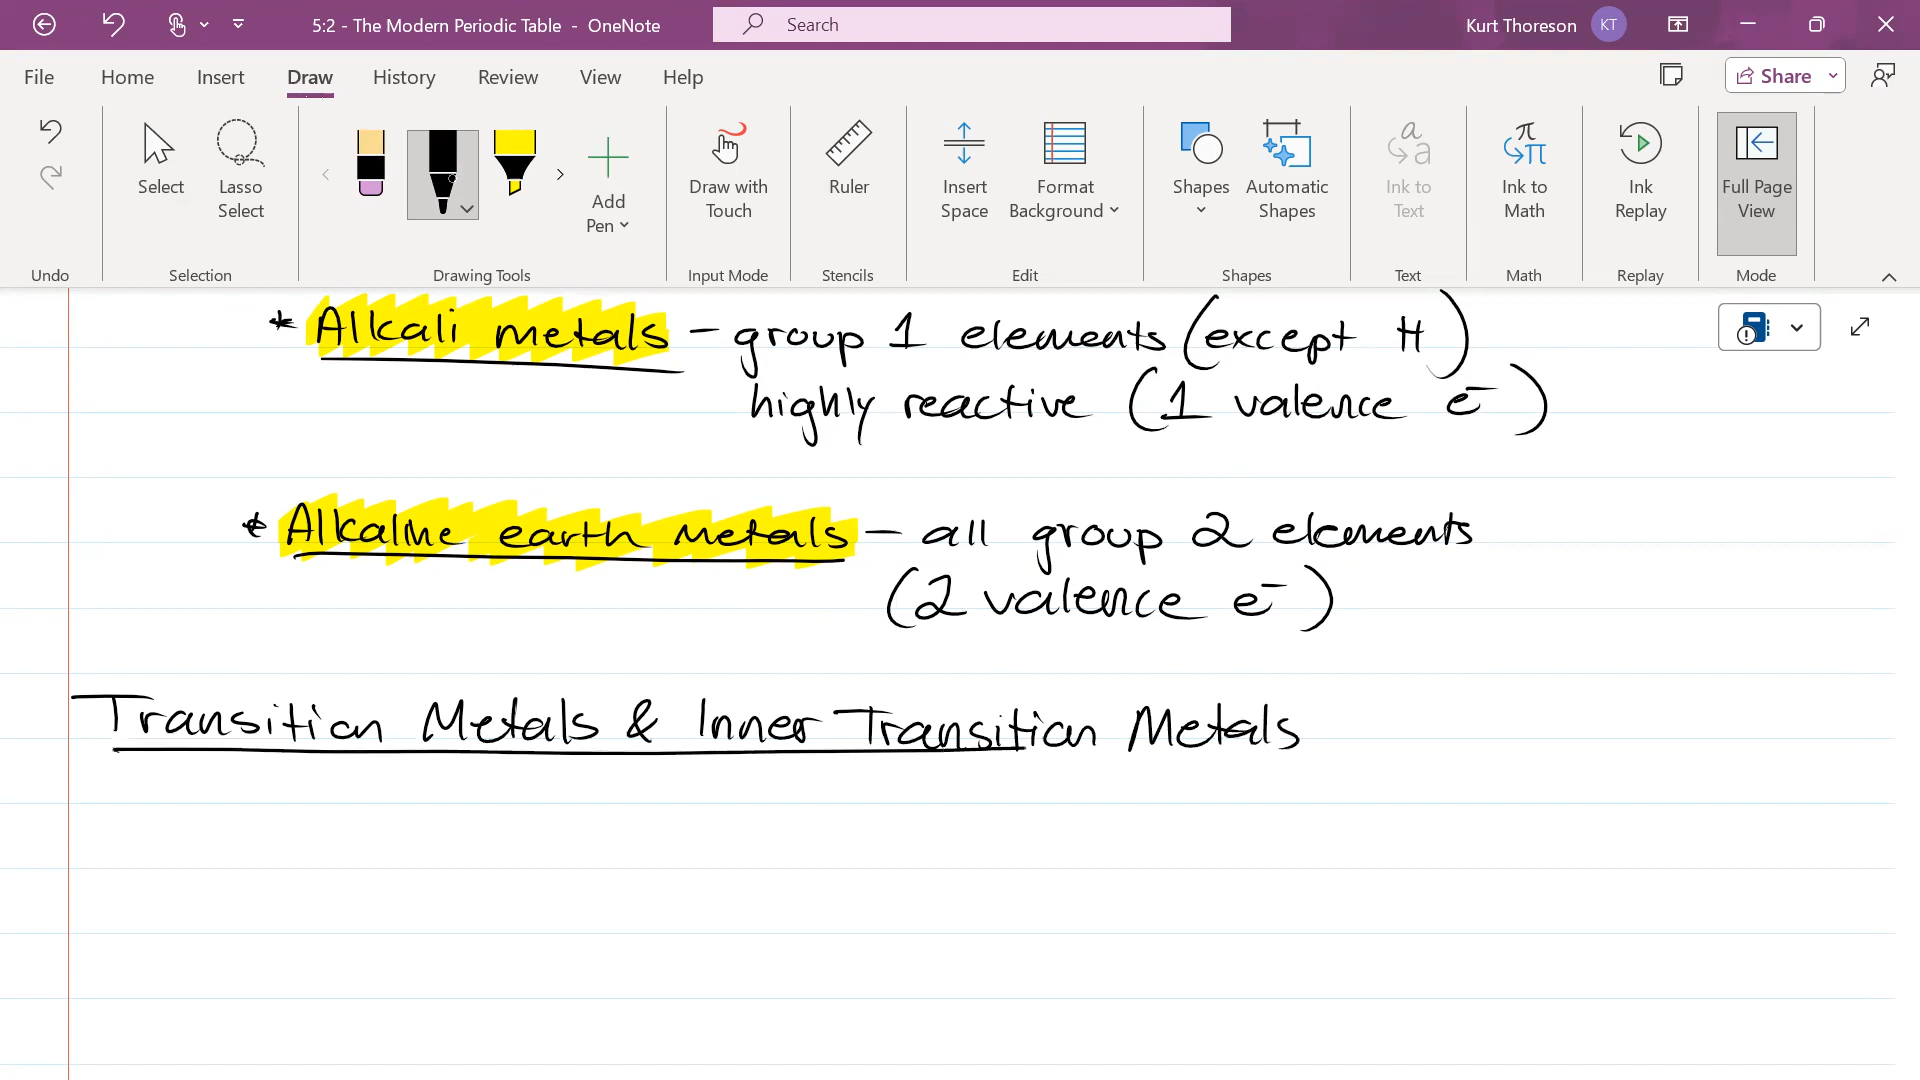 5:2 - The Modern Periodic Table - OneNote
Search
Kurt Thoreson
KT
File Home Insert Draw History Review View Help
Share
Select
Lasso Select
Add Pen
Draw with Touch
Ruler
Insert Space
Format Background
Shapes
Automatic Shapes
Ink to Text
Ink to Math
Ink Replay
Full Page View
Undo Selection Drawing Tools Input Mode Stencils Edit Shapes Text Math Replay Mode
* Alkali metals - group 1 elements (except H)
highly reactive (1 valence e⁻)
* Alkaline earth metals - all group 2 elements
(2 valence e⁻)
Transition Metals & Inner Transition Metals